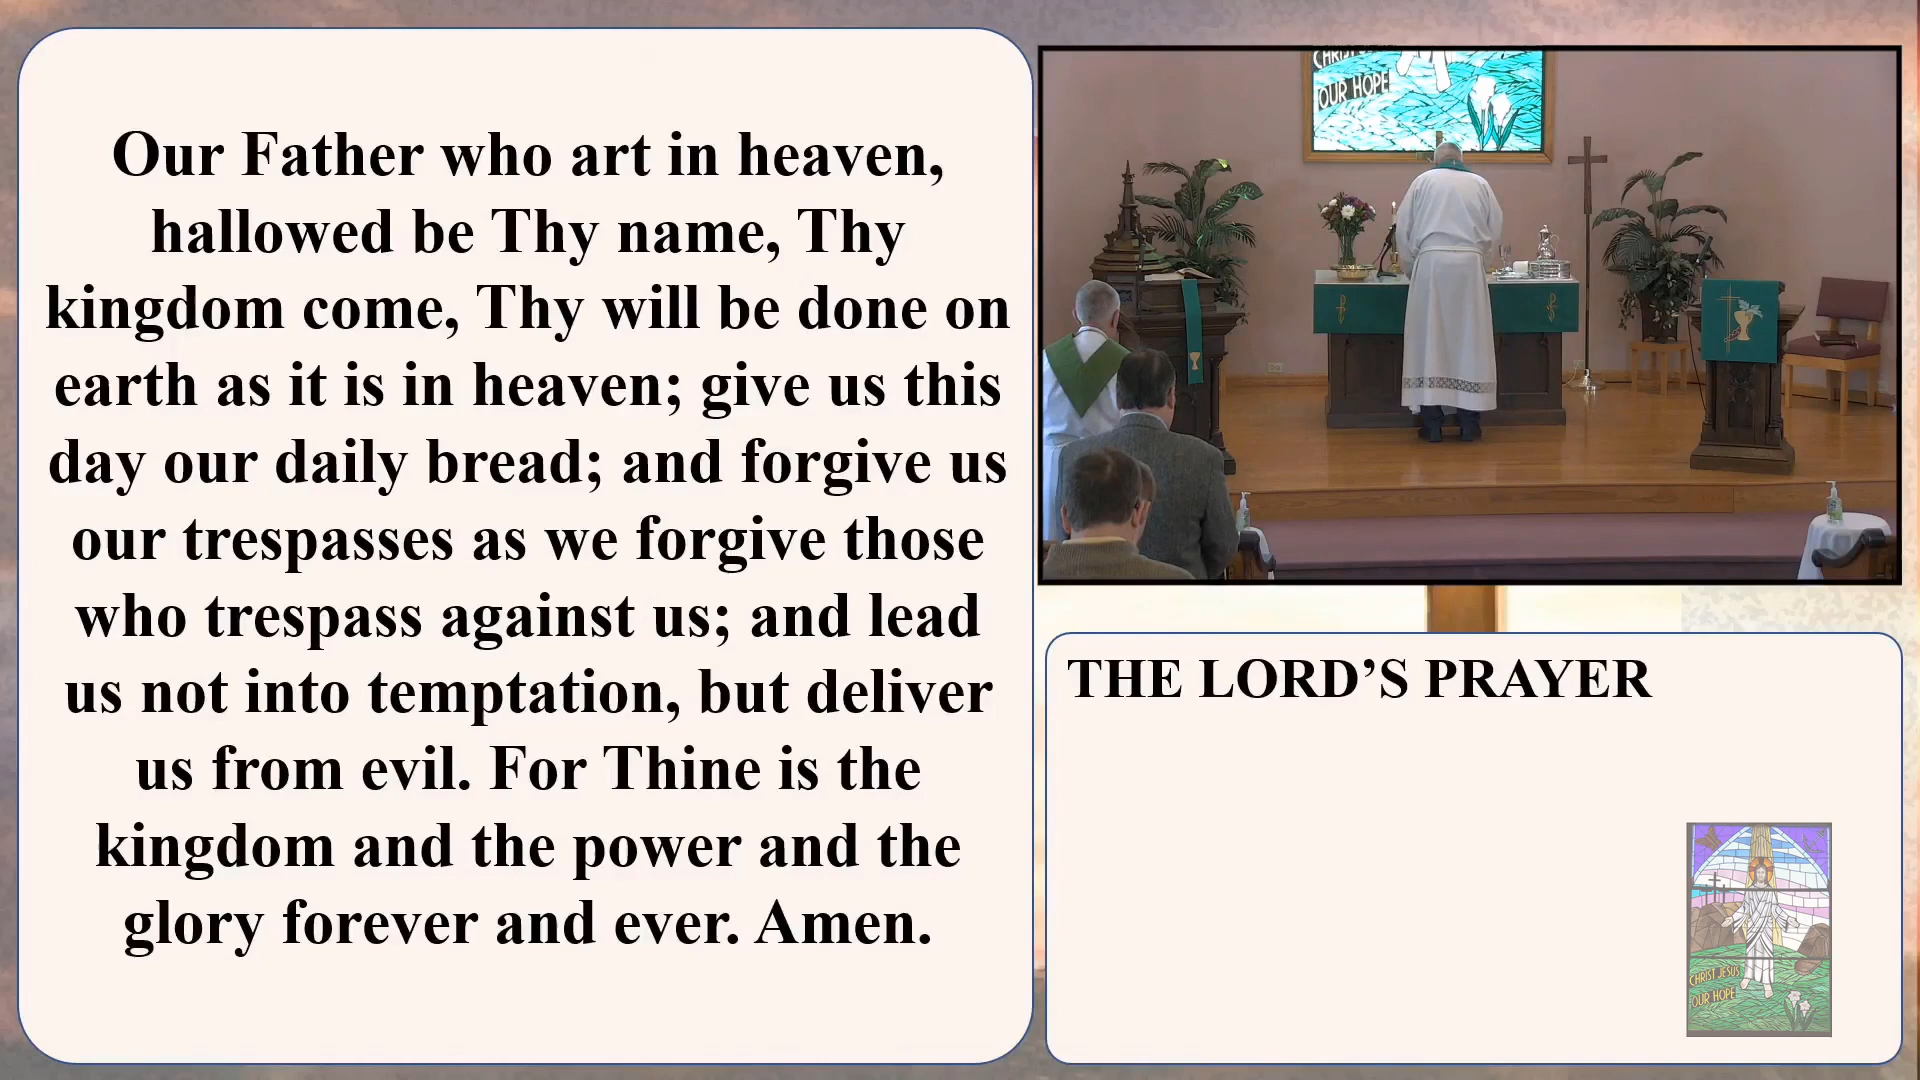 Our Father who art in heaven,
hallowed be Thy name, Thy
kingdom come, Thy will be done on
earth as it is in heaven; give us this
day our daily bread; and forgive us
our trespasses as we forgive those
who trespass against us; and lead
us not into temptation, but deliver
us from evil. For Thine is the
kingdom and the power and the
glory forever and ever. Amen.
OUR HOPE
THE LORD’S PRAYER
CHRIST JESUS
OUR HOPE